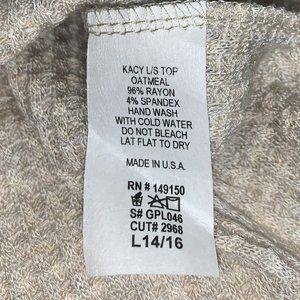 KACY L/S TOP
OATMEAL
96% RAYON
4% SPANDEX
HAND WASH
WITH COLD WATER
DO NOT BLEACH
LAT FLAT TO DRY
MADE IN U.S.A.
RN # 149150
S# GPL046
CUT# 2968
L14/16